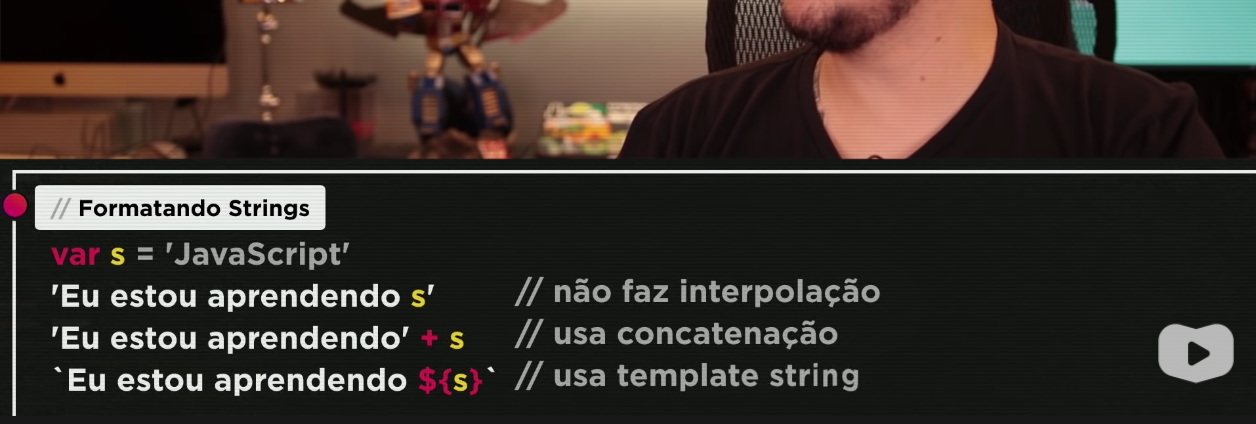 // Formatando Strings
var s = 'JavaScript'
'Eu estou aprendendo s' // não faz interpolação
'Eu estou aprendendo' + s // usa concatenação
`Eu estou aprendendo ${s}` // usa template string